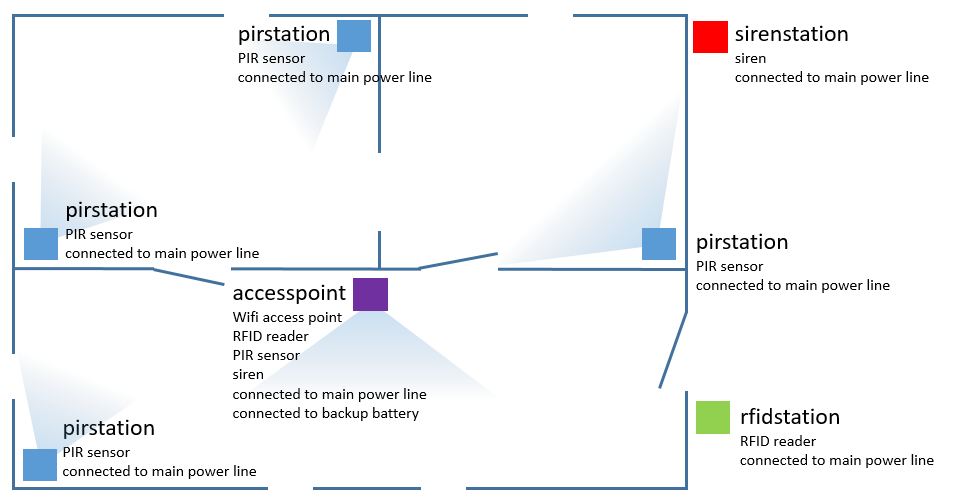 pirstation
PIR sensor
connected to main power line
sirenstation
siren
connected to main power line
pirstation
PIR sensor
connected to main power line
pirstation
PIR sensor
connected to main power line
accesspoint
Wifi access point
RFID reader
PIR sensor
siren
connected to main power line
connected to backup battery
pirstation
PIR sensor
connected to main power line
rfidstation
RFID reader
connected to main power line